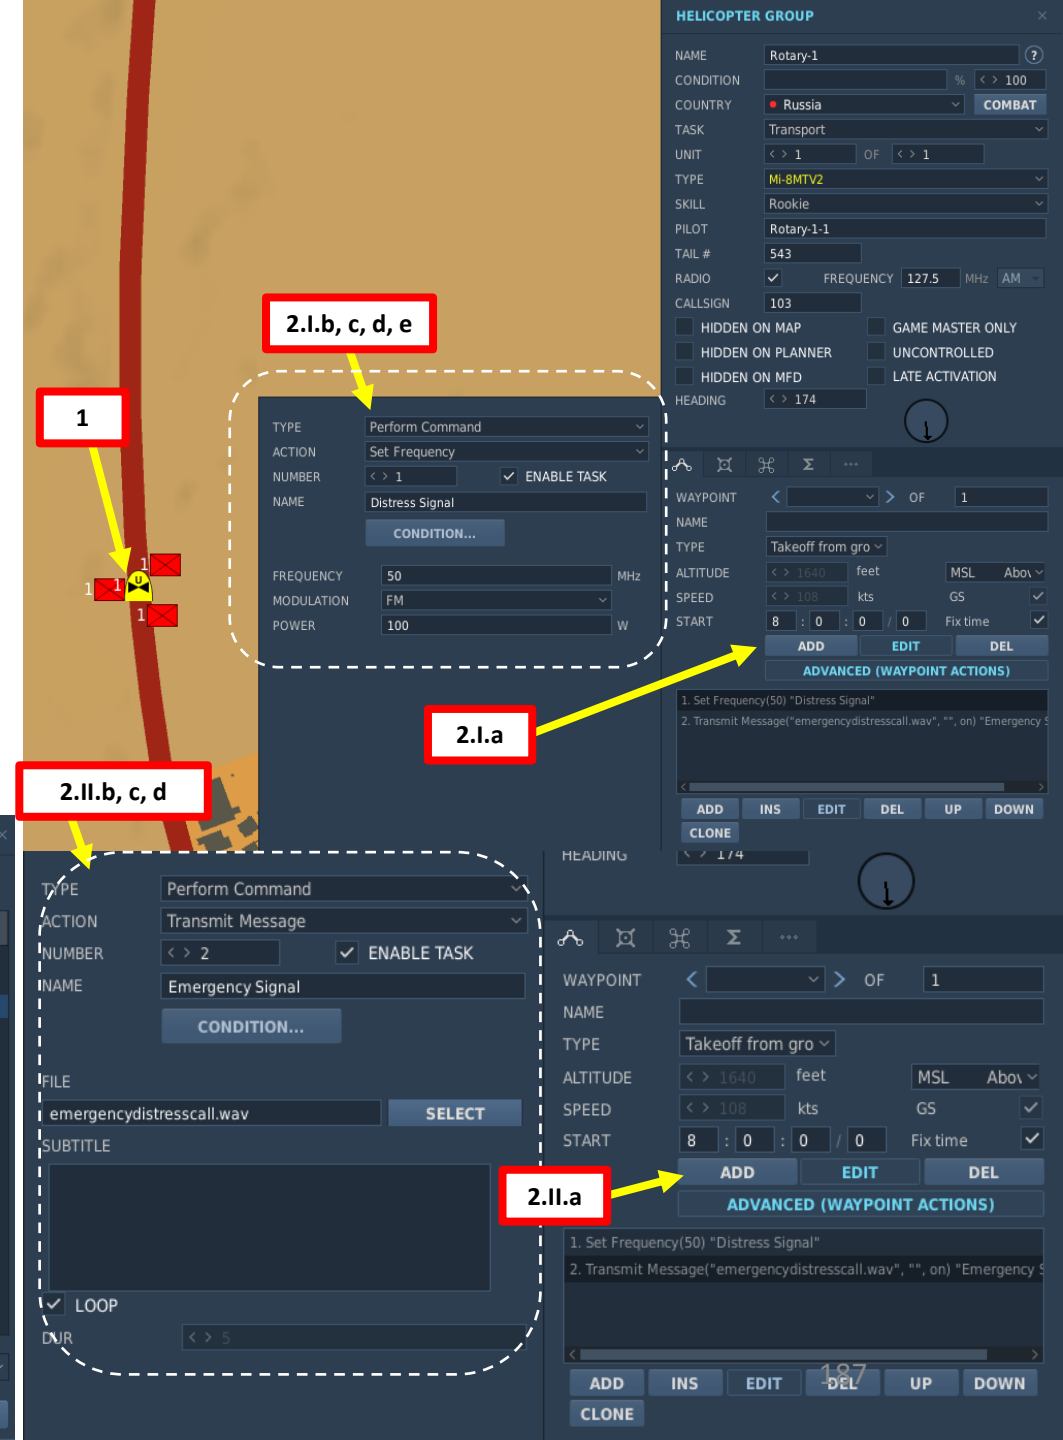 HELICOPTER GROUP
NAME Rotary-1 ?
CONDITION % < > 100
COUNTRY Russia COMBAT
TASK Transport
UNIT < > 1 OF < > 1
TYPE Mi-8MTV2
SKILL Rookie
PILOT Rotary-1-1
TAIL # 543
RADIO FREQUENCY 127.5 MHz AM
CALLSIGN 103
HIDDEN ON MAP GAME MASTER ONLY
HIDDEN ON PLANNER UNCONTROLLED
HIDDEN ON MFD LATE ACTIVATION
HEADING < > 174
2.I.b, c, d, e
1
TYPE Perform Command
ACTION Set Frequency
NUMBER < > 1 ENABLE TASK
NAME Distress Signal
CONDITION...
FREQUENCY 50 MHz
MODULATION FM
POWER 100 W
1
1 1 U
1
WAYPOINT < > OF 1
NAME
TYPE Takeoff from gro
ALTITUDE < > 1640 feet MSL Abov
SPEED < > 108 kts GS
START 8 : 0 : 0 / 0 Fix time
ADD EDIT DEL
ADVANCED (WAYPOINT ACTIONS)
1. Set Frequency(50) "Distress Signal"
2. Transmit Message("emergencydistresscall.wav", "", on) "Emergency S
2.I.a
ADD INS EDIT DEL UP DOWN
CLONE
2.II.b, c, d
TYPE Perform Command
ACTION Transmit Message
NUMBER < > 2 ENABLE TASK
NAME Emergency Signal
CONDITION...
FILE
emergencydistresscall.wav SELECT
SUBTITLE
LOOP
DUR < > 5
HEADING < > 174
WAYPOINT < > OF 1
NAME
TYPE Takeoff from gro
ALTITUDE < > 1640 feet MSL Abov
SPEED < > 108 kts GS
START 8 : 0 : 0 / 0 Fix time
ADD EDIT DEL
2.II.a
ADVANCED (WAYPOINT ACTIONS)
1. Set Frequency(50) "Distress Signal"
2. Transmit Message("emergencydistresscall.wav", "", on) "Emergency S
187
ADD INS EDIT DEL UP DOWN
CLONE